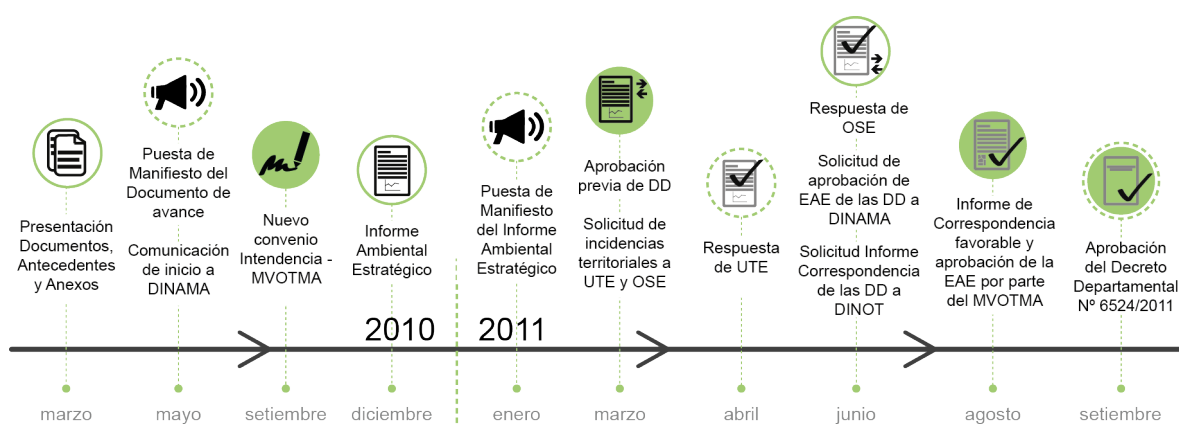 Presentación
Documentos,
Antecedentes
y Anexos
Puesta de
Manifiesto del
Documento de
avance
Comunicación
de inicio a
DINAMA
Nuevo
convenio
Intendencia -
MVOTMA
Informe
Ambiental
Estratégico
Puesta de
Manifiesto
del Informe
Ambiental
Estratégico
Aprobación
previa de DD
Solicitud de
incidencias
territoriales a
UTE y OSE
Respuesta
de UTE
Respuesta de
OSE
Solicitud de
aprobación de
EAE de las DD a
DINAMA
Solicitud Informe
Correspondencia
de las DD a
DINOT
Informe de
Correspondencia
favorable y
aprobación de la
EAE por parte
del MVOTMA
Aprobación
del Decreto
Departamental
Nº 6524/2011
2010
2011
marzo
mayo
setiembre
diciembre
enero
marzo
abril
junio
agosto
setiembre